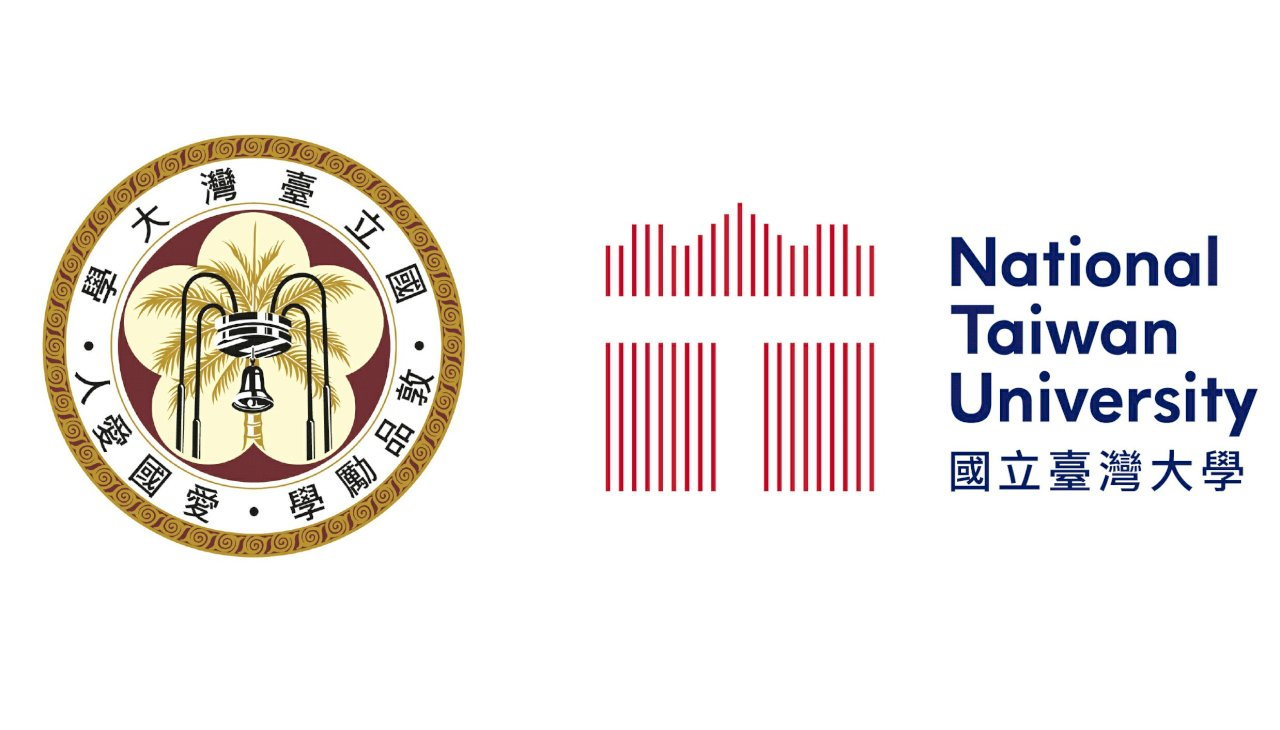 國立臺灣大學
敦品勵學・愛國愛人
National
Taiwan
University
國立臺灣大學